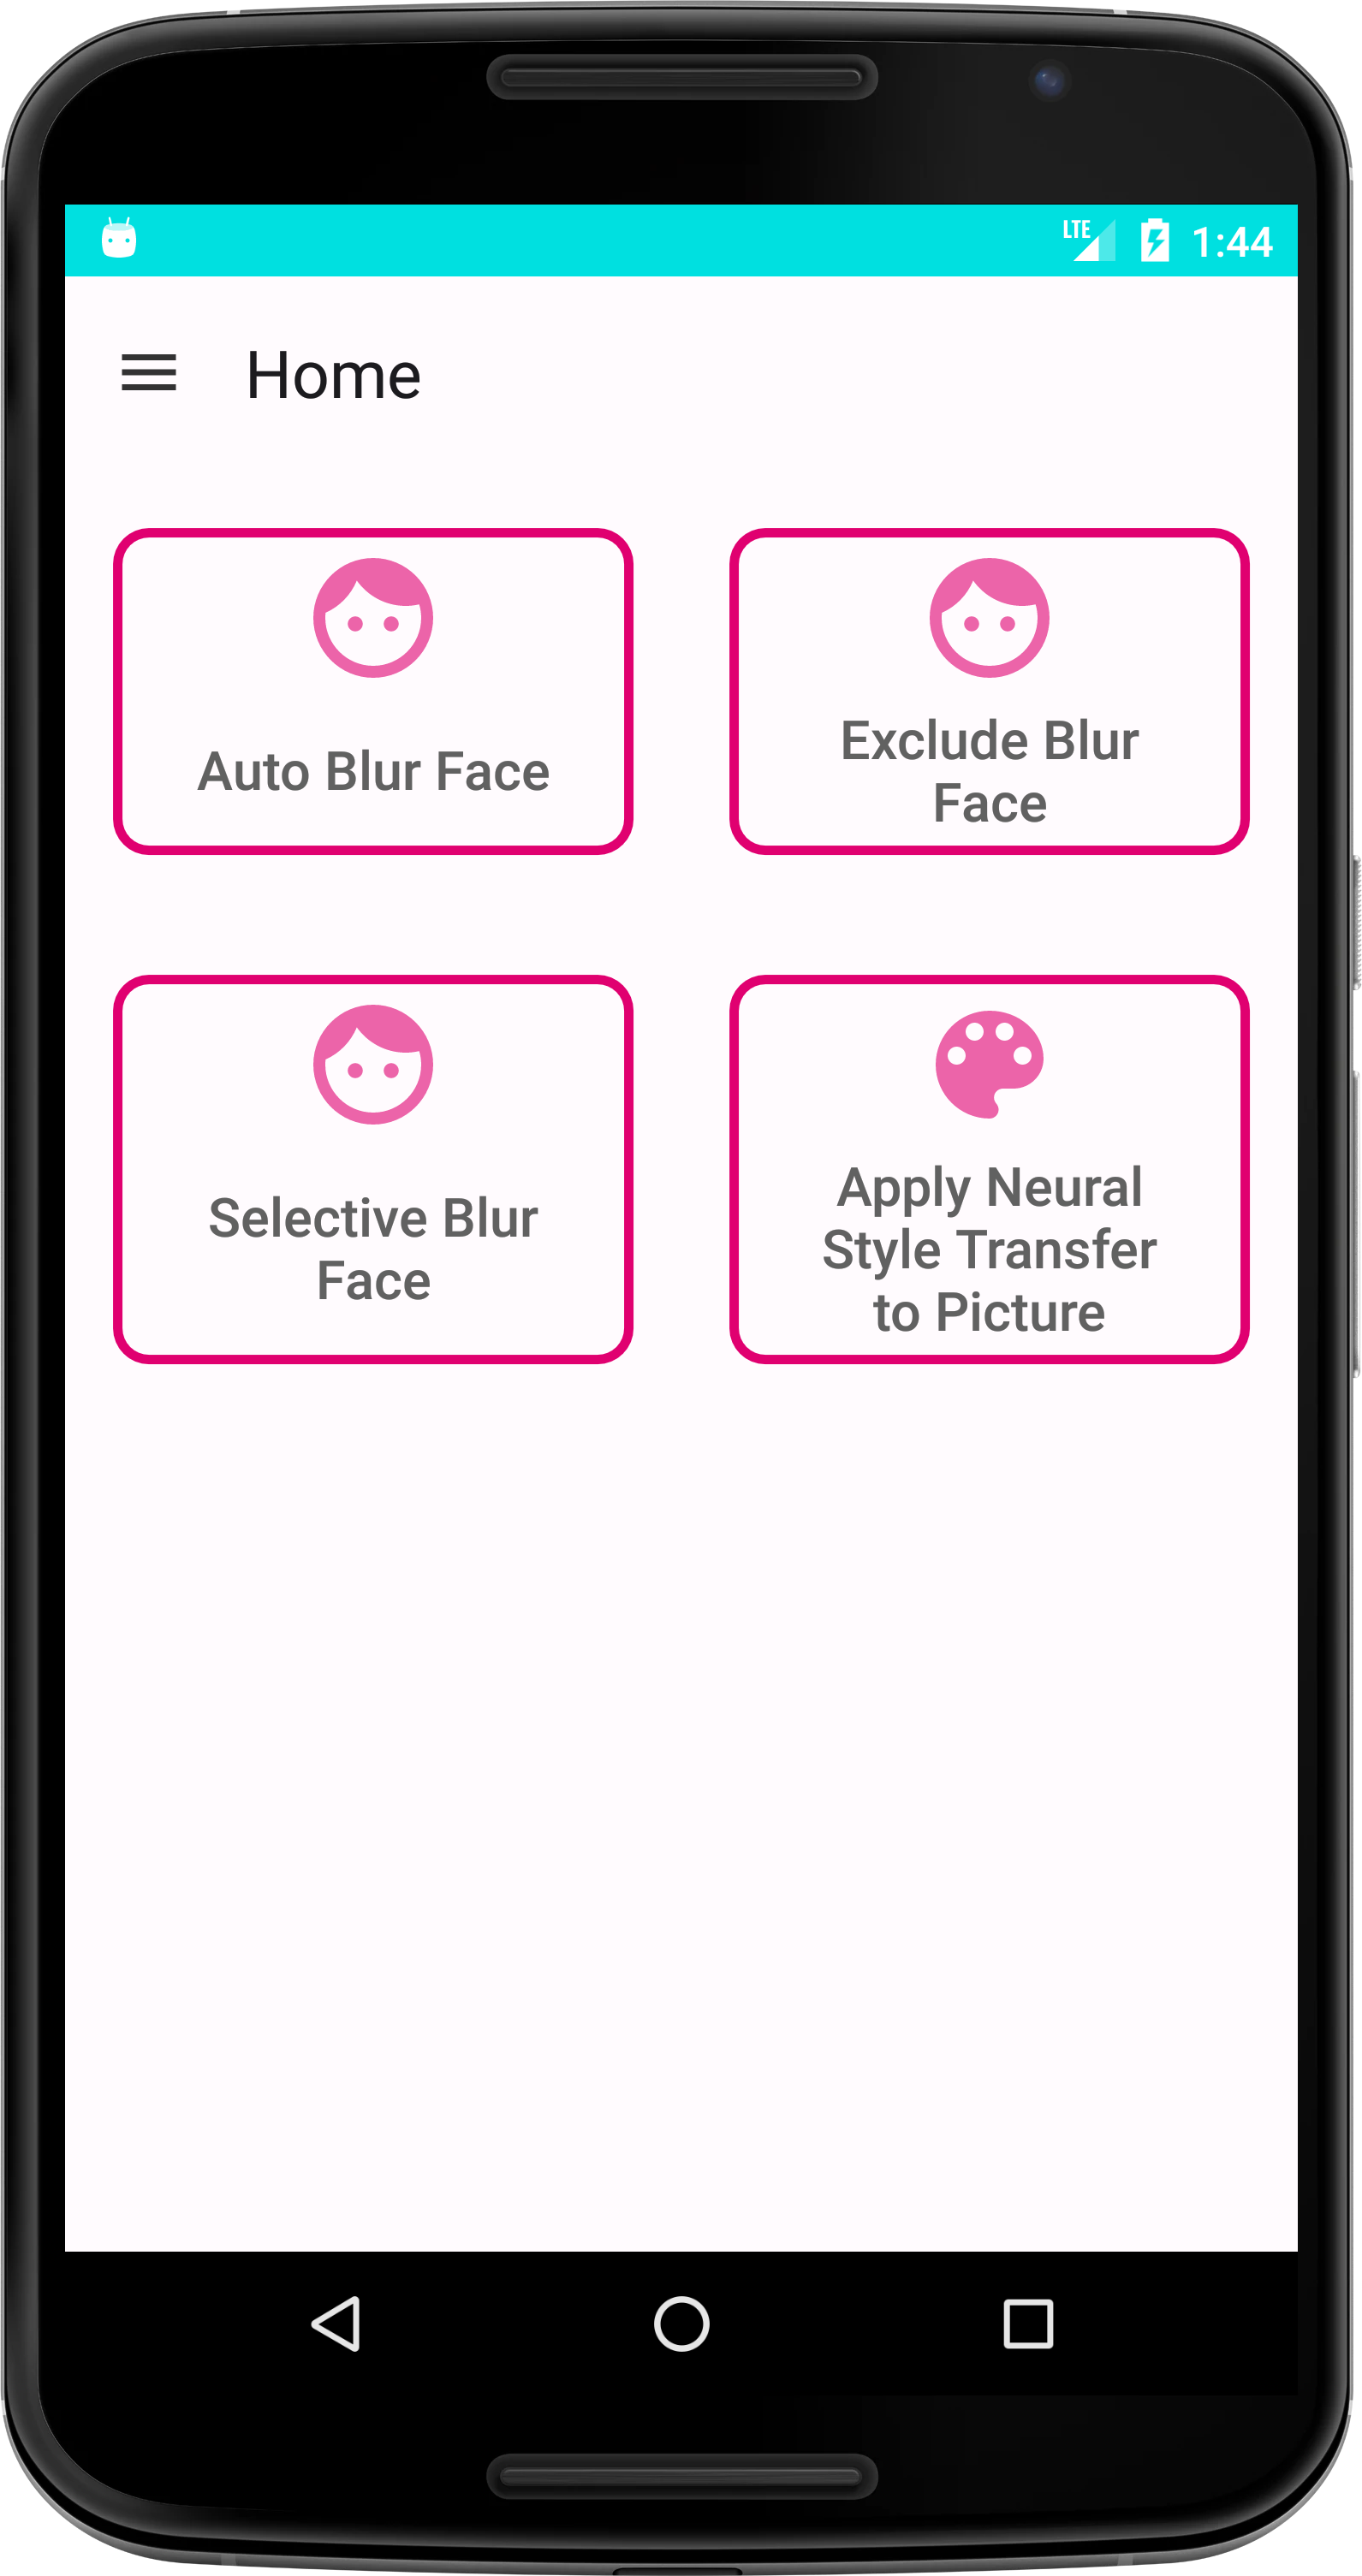 LTE 1:44
Home
Auto Blur Face
Exclude Blur
Face
Selective Blur
Face
Apply Neural
Style Transfer
to Picture